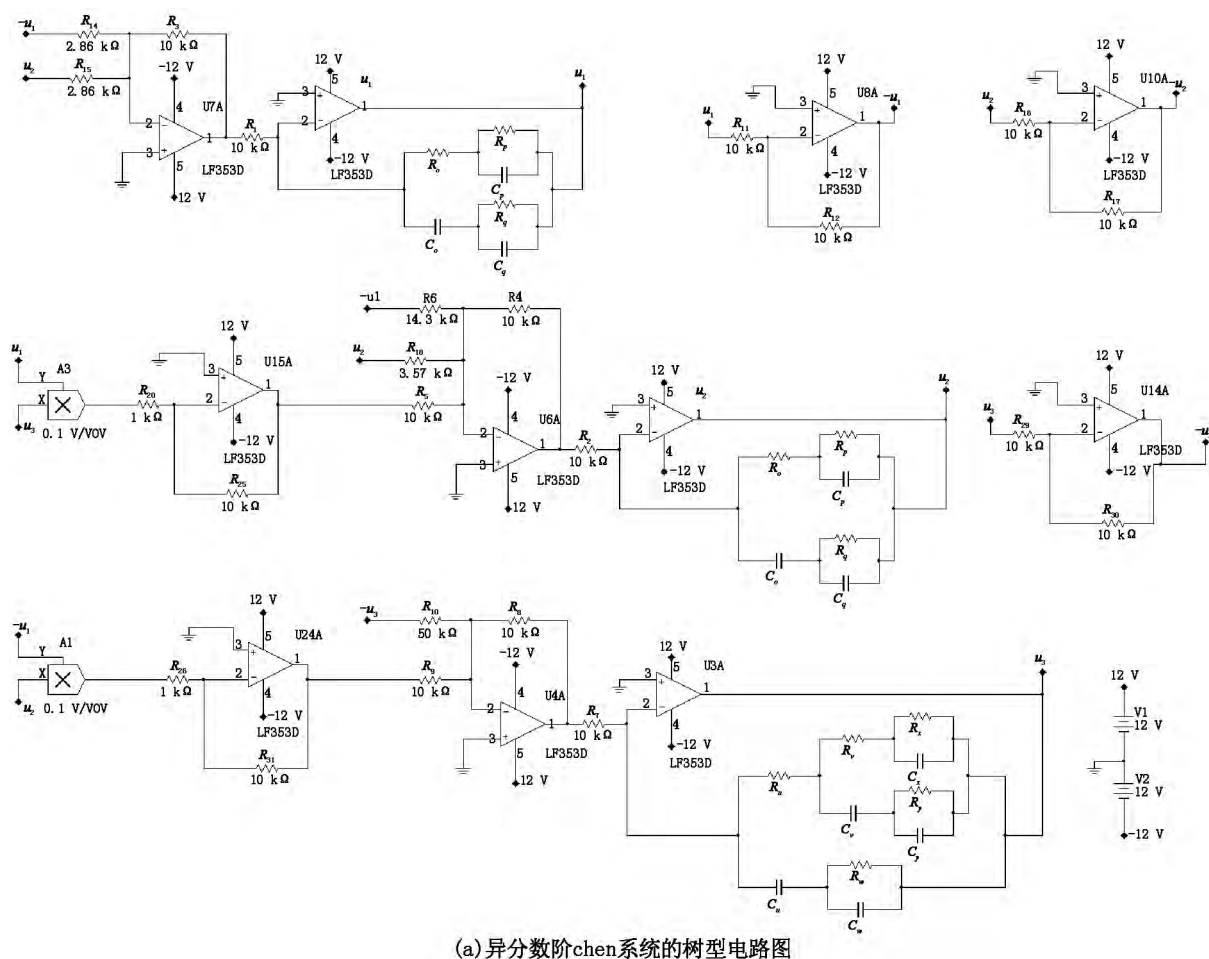 -u₁
R₁₄
2.86 kΩ
R₃
10 kΩ
u₂
R₁₅
2.86 kΩ
-12 V
4
U7A
2
3
1
5
12 V
LF353D
R₁
10 kΩ
12 V
5
u₁
3
2
1
4
-12 V
LF353D
u₁
Rₒ
Rₚ
Cₚ
Cₒ
R_q
C_q
u₁
R₁₁
10 kΩ
12 V
5
U8A
-u₁
3
2
1
4
-12 V
LF353D
R₁₂
10 kΩ
u₂
R₁₆
10 kΩ
12 V
5
U10A
-u₂
3
2
1
4
-12 V
LF353D
R₁₇
10 kΩ
u₁
Y
A3
X
u₃
0.1 V/V0V
R₂₀
1 kΩ
12 V
5
U15A
3
2
1
4
-12 V
LF353D
R₂₅
10 kΩ
-u1
R6
14.3 kΩ
R4
10 kΩ
u₂
R₁₈
3.57 kΩ
R₅
10 kΩ
-12 V
4
U6A
2
3
1
5
12 V
LF353D
R₂
10 kΩ
12 V
5
u₂
3
2
1
4
-12 V
LF353D
u₂
Rₒ
Rₚ
Cₚ
Cₒ
R_q
C_q
u₃
R₂₉
10 kΩ
12 V
5
U14A
3
2
1
4
-12 V
LF353D
-u
R₃₀
10 kΩ
-u₁
Y
A1
X
u₂
0.1 V/V0V
R₂₆
1 kΩ
12 V
5
U24A
3
2
1
4
-12 V
LF353D
R₃₁
10 kΩ
-u₃
R₁₀
50 kΩ
R₈
10 kΩ
R₉
10 kΩ
-12 V
4
U4A
2
3
1
5
12 V
LF353D
R₇
10 kΩ
12 V
5
U3A
3
2
1
4
-12 V
LF353D
u₃
Rᵤ
Rᵥ
Rₓ
Cₓ
Cᵥ
R_y
Cₚ
Cᵤ
R_w
C_w
12 V
V1
12 V
V2
12 V
-12 V
(a)异分数阶chen系统的树型电路图